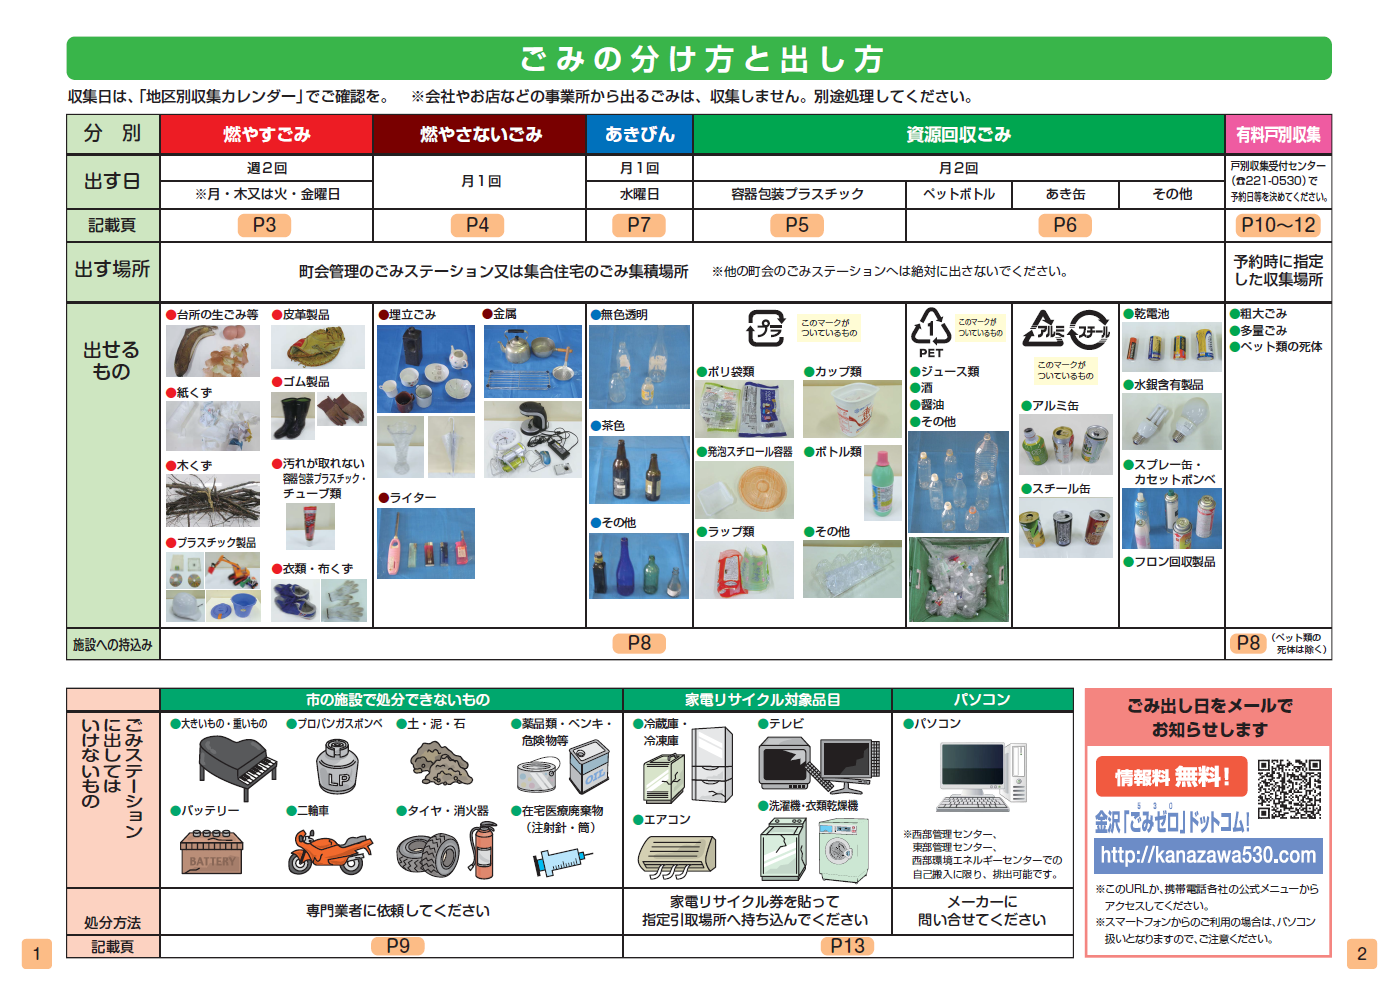 ごみの分け方と出し方
収集日は、「地区別収集カレンダー」でご確認を。 ※会社やお店などの事業所から出るごみは、収集しません。別途処理してください。
分 別 燃やすごみ 燃やさないごみ あきびん 資源回収ごみ 有料戸別収集
出す日
週2回
※月・木又は火・金曜日
月1回
月1回
水曜日
月2回
容器包装プラスチック ペットボトル あき缶 その他
戸別収集受付センター
(☎221-0530)で
予約日等を決めてください。
記載頁 P3 P4 P7 P5 P6 P10〜12
出す場所 町会管理のごみステーション又は集合住宅のごみ集積場所 ※他の町会のごみステーションへは絶対に出さないでください。
予約時に指定
した収集場所
出せる
もの
●台所の生ごみ等
●紙くず
●木くず
●プラスチック製品
●皮革製品
●ゴム製品
●汚れが取れない
容器包装プラスチック・
チューブ類
●衣類・布くず
●埋立ごみ
●ライター
●金属
●無色透明
●茶色
●その他
プラ
このマークが
ついているもの
●ポリ袋類
●発泡スチロール容器
●ラップ類
●カップ類
●ボトル類
●その他
1
PET
このマークが
ついているもの
●ジュース類
●酒
●醤油
●その他
アルミ スチール
このマークが
ついているもの
●アルミ缶
●スチール缶
●乾電池
●水銀含有製品
●スプレー缶・
カセットボンベ
●フロン回収製品
●粗大ごみ
●多量ごみ
●ペット類の死体
施設への持込み P8 P8 (ペット類の
死体は除く)
ごみステーション
に出しては
いけないもの
市の施設で処分できないもの 家電リサイクル対象品目 パソコン
●大きいもの・重いもの
●プロパンガスボンベ
LP
●土・泥・石
●薬品類・ペンキ・
危険物等
OIL
●バッテリー
BATTERY
●二輪車
●タイヤ・消火器
●在宅医療廃棄物
(注射針・筒)
●冷蔵庫・
冷凍庫
●テレビ
●エアコン
●洗濯機・衣類乾燥機
●パソコン
※西部管理センター、
東部管理センター、
西部環境エネルギーセンターでの
自己搬入に限り、排出可能です。
処分方法 専門業者に依頼してください
家電リサイクル券を貼って
指定引取場所へ持ち込んでください
メーカーに
問い合せてください
記載頁 P9 P13
ごみ出し日をメールで
お知らせします
情報料 無料!
5 3 0
金沢「ごみゼロ」ドットコム!
http://kanazawa530.com
※このURLか、携帯電話各社の公式メニューから
アクセスしてください。
※スマートフォンからのご利用の場合は、パソコン
扱いとなりますので、ご注意ください。
1
2